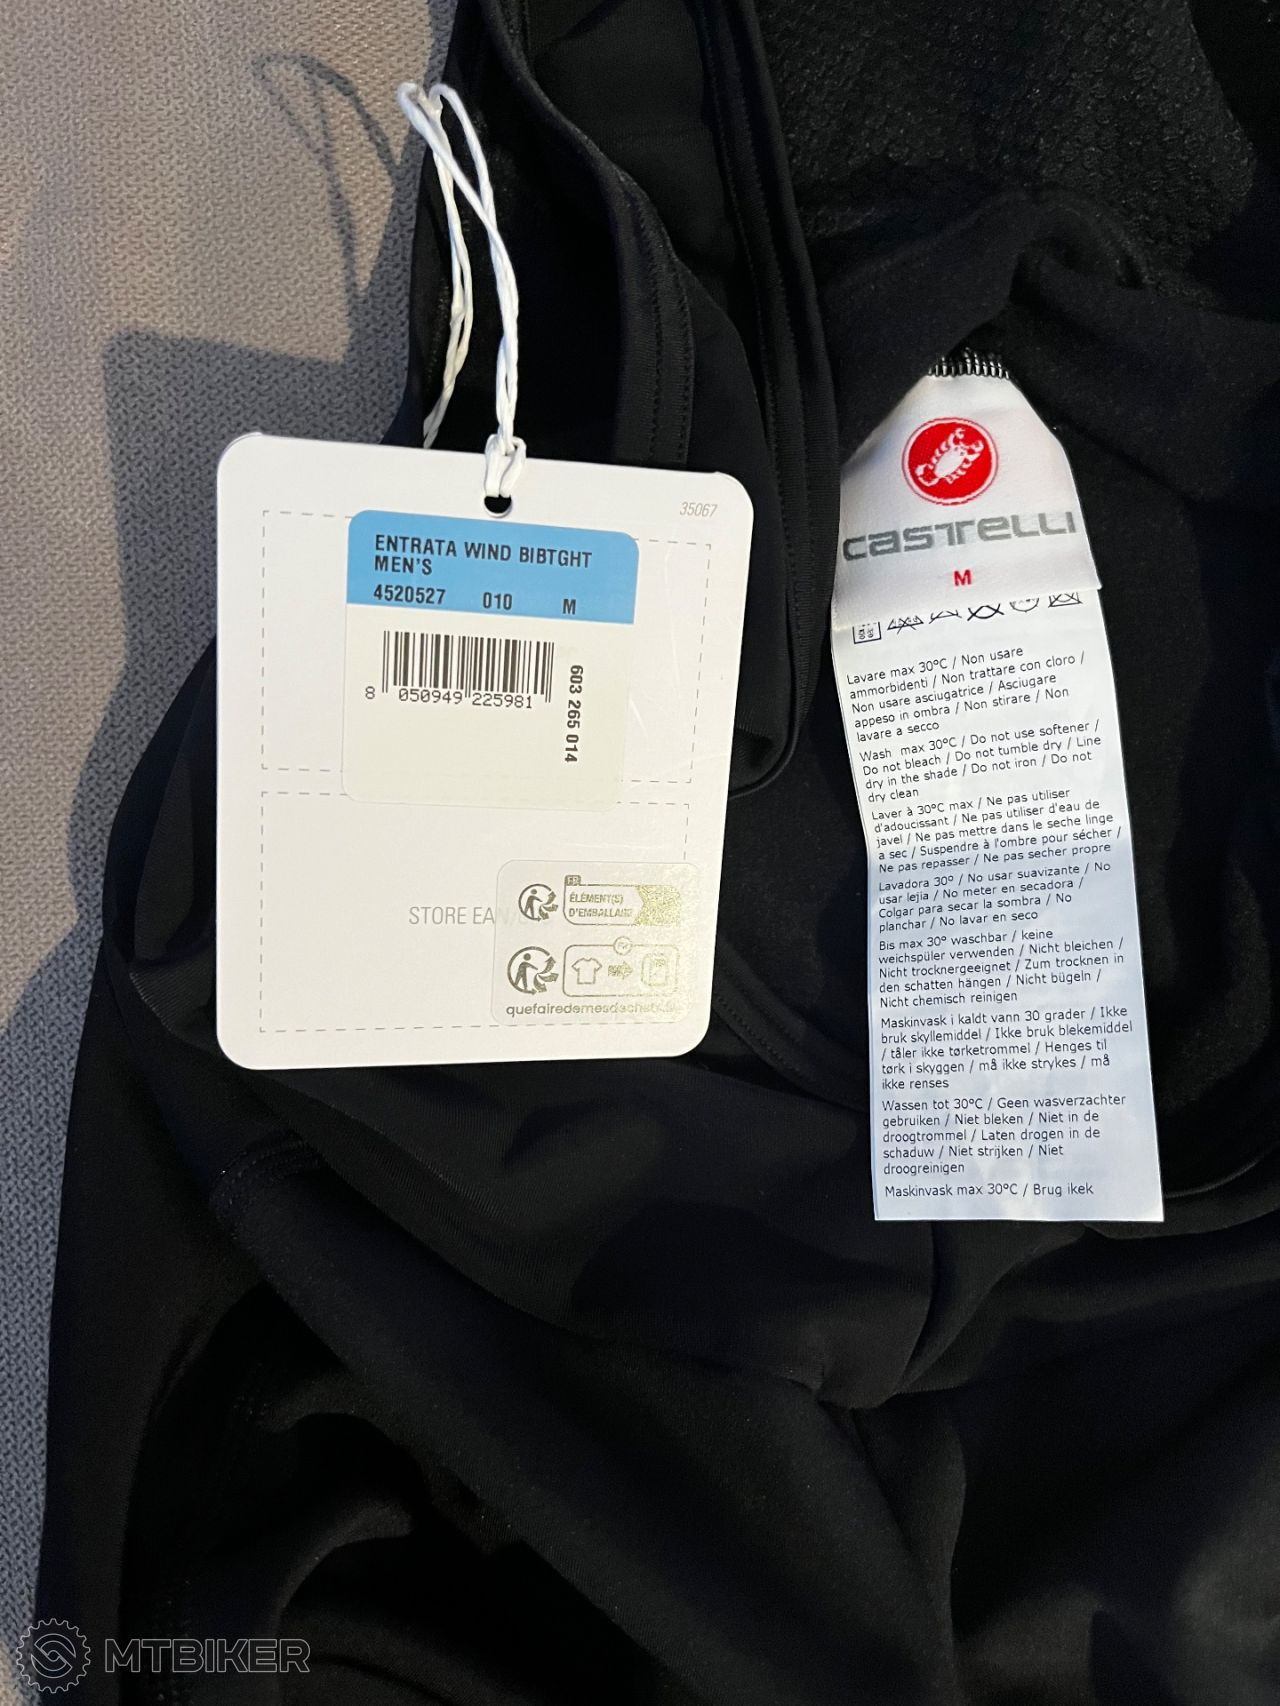 35067
ENTRATA WIND BIBTGHT
MEN'S
4520527 010 M
8 050949 225981
603 265 014
STORE EAN
FR
ÉLÉMENT(S)
D'EMBALLAGE
FR
quefairedemesdechets.fr
CASTELLI
M
Lavare max 30°C / Non usare
ammorbidenti / Non trattare con cloro /
Non usare asciugatrice / Asciugare
appeso in ombra / Non stirare / Non
lavare a secco
Wash max 30°C / Do not use softener /
Do not bleach / Do not tumble dry / Line
dry in the shade / Do not iron / Do not
dry clean
Laver à 30°C max / Ne pas utiliser
d'adoucissant / Ne pas utiliser d'eau de
javel / Ne pas mettre dans le seche linge
a sec / Suspendre à l'ombre pour sécher /
Ne pas repasser / Ne pas secher propre
Lavadora 30° / No usar suavizante / No
usar lejia / No meter en secadora /
Colgar para secar la sombra / No
planchar / No lavar en seco
Bis max 30° waschbar / keine
weichspüler verwenden / Nicht bleichen /
Nicht trocknergeeignet / Zum trocknen in
den schatten hängen / Nicht bügeln /
Nicht chemisch reinigen
Maskinvask i kaldt vann 30 grader / Ikke
bruk skyllemiddel / Ikke bruk blekemiddel
/ tåler ikke tørketrommel / Henges til
tørk i skyggen / må ikke strykes / må
ikke renses
Wassen tot 30°C / Geen wasverzachter
gebruiken / Niet bleken / Niet in de
droogtrommel / Laten drogen in de
schaduw / Niet strijken / Niet
droogreinigen
Maskinvask max 30°C / Brug ikek
MTBIKER